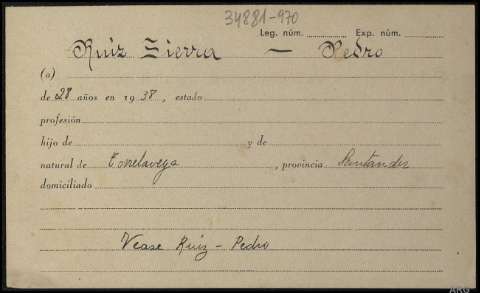 34881-970
Leg. núm. Exp. núm.
Ruiz Sierra — Pedro
(a)
de 28 años en 1938, estado
profesión
hijo de y de
natural de Torrelavega, provincia Santander
domiciliado
Vease Ruiz - Pedro
ARG